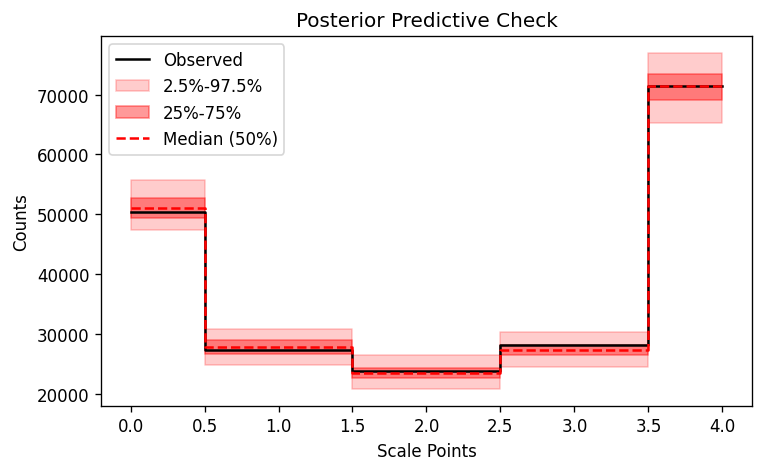 Posterior Predictive Check
Observed
2.5%-97.5%
25%-75%
Median (50%)
Counts
70000
60000
50000
40000
30000
20000
0.0 0.5 1.0 1.5 2.0 2.5 3.0 3.5 4.0
Scale Points